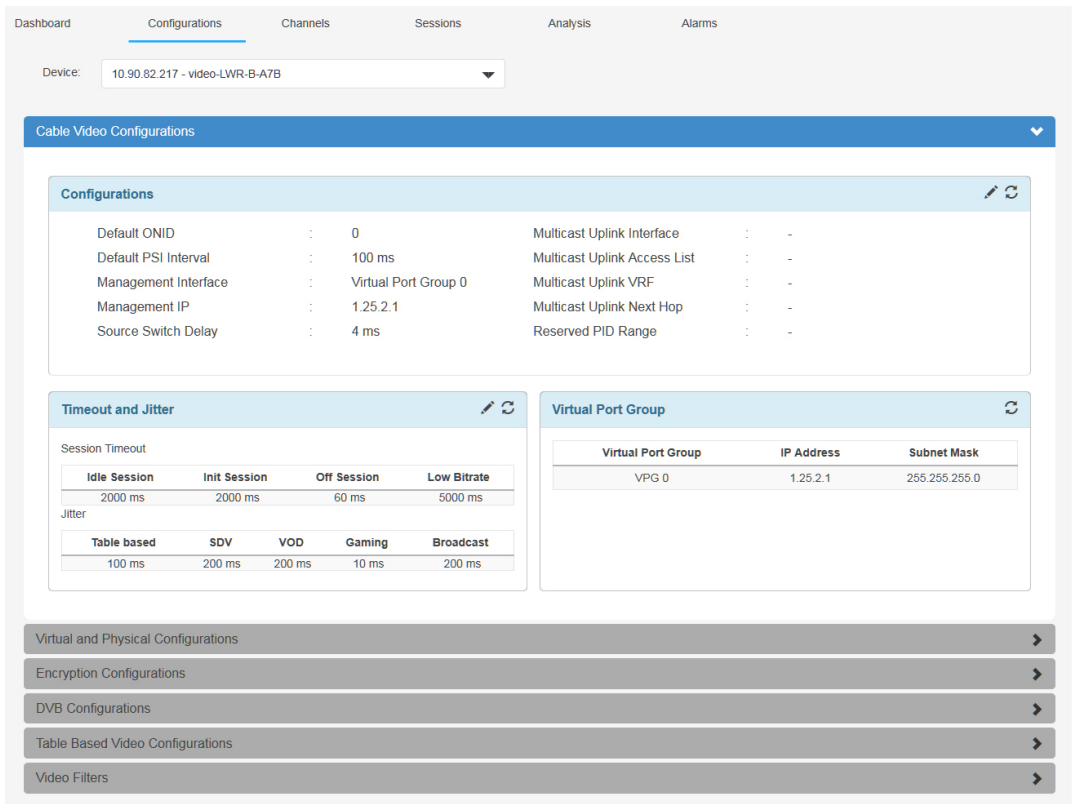 Dashboard Configurations Channels Sessions Analysis Alarms
Device: 10.90.82.217 - video-LWR-B-A7B
Cable Video Configurations
Configurations
Default ONID : 0 Multicast Uplink Interface : -
Default PSI Interval : 100 ms Multicast Uplink Access List : -
Management Interface : Virtual Port Group 0 Multicast Uplink VRF : -
Management IP : 1.25.2.1 Multicast Uplink Next Hop : -
Source Switch Delay : 4 ms Reserved PID Range : -
Timeout and Jitter
Session Timeout
Idle Session Init Session Off Session Low Bitrate
2000 ms 2000 ms 60 ms 5000 ms
Jitter
Table based SDV VOD Gaming Broadcast
100 ms 200 ms 200 ms 10 ms 200 ms
Virtual Port Group
Virtual Port Group IP Address Subnet Mask
VPG 0 1.25.2.1 255.255.255.0
Virtual and Physical Configurations
Encryption Configurations
DVB Configurations
Table Based Video Configurations
Video Filters